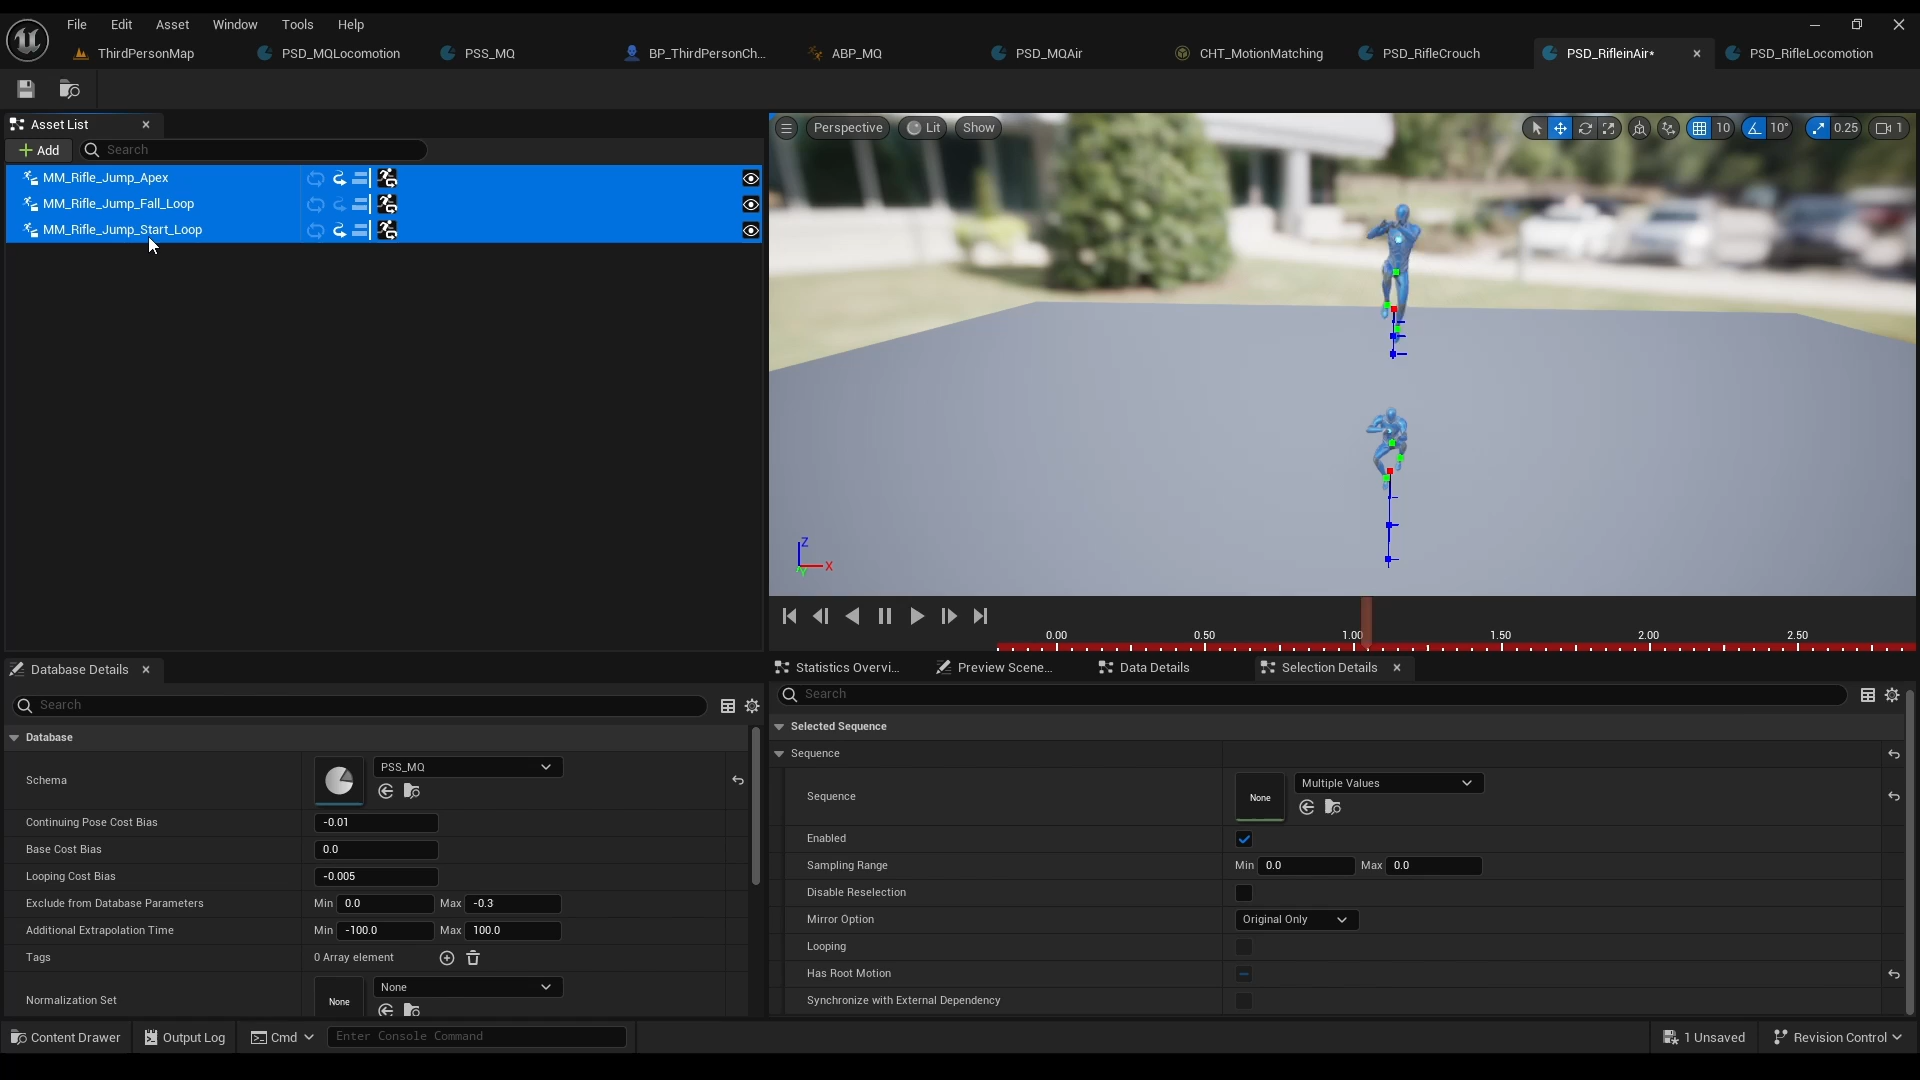 File Edit Asset Window Tools Help
ThirdPersonMap PSD_MQLocomotion PSS_MQ BP_ThirdPersonCh... ABP_MQ PSD_MQAir CHT_MotionMatching PSD_RifleCrouch PSD_RifleinAir* PSD_RifleLocomotion
Asset List
Add Search
MM_Rifle_Jump_Apex
MM_Rifle_Jump_Fall_Loop
MM_Rifle_Jump_Start_Loop
Perspective Lit Show 10 10° 0.25 1
Z
X
Y
0.00 0.50 1.00 1.50 2.00 2.50
Database Details
Search
Database
Schema PSS_MQ
Continuing Pose Cost Bias -0.01
Base Cost Bias 0.0
Looping Cost Bias -0.005
Exclude from Database Parameters Min 0.0 Max -0.3
Additional Extrapolation Time Min -100.0 Max 100.0
Tags 0 Array element
Normalization Set None None
Statistics Overvi... Preview Scene... Data Details Selection Details
Search
Selected Sequence
Sequence
Sequence None Multiple Values
Enabled
Sampling Range Min 0.0 Max 0.0
Disable Reselection
Mirror Option Original Only
Looping
Has Root Motion
Synchronize with External Dependency
Content Drawer Output Log Cmd Enter Console Command 1 Unsaved Revision Control